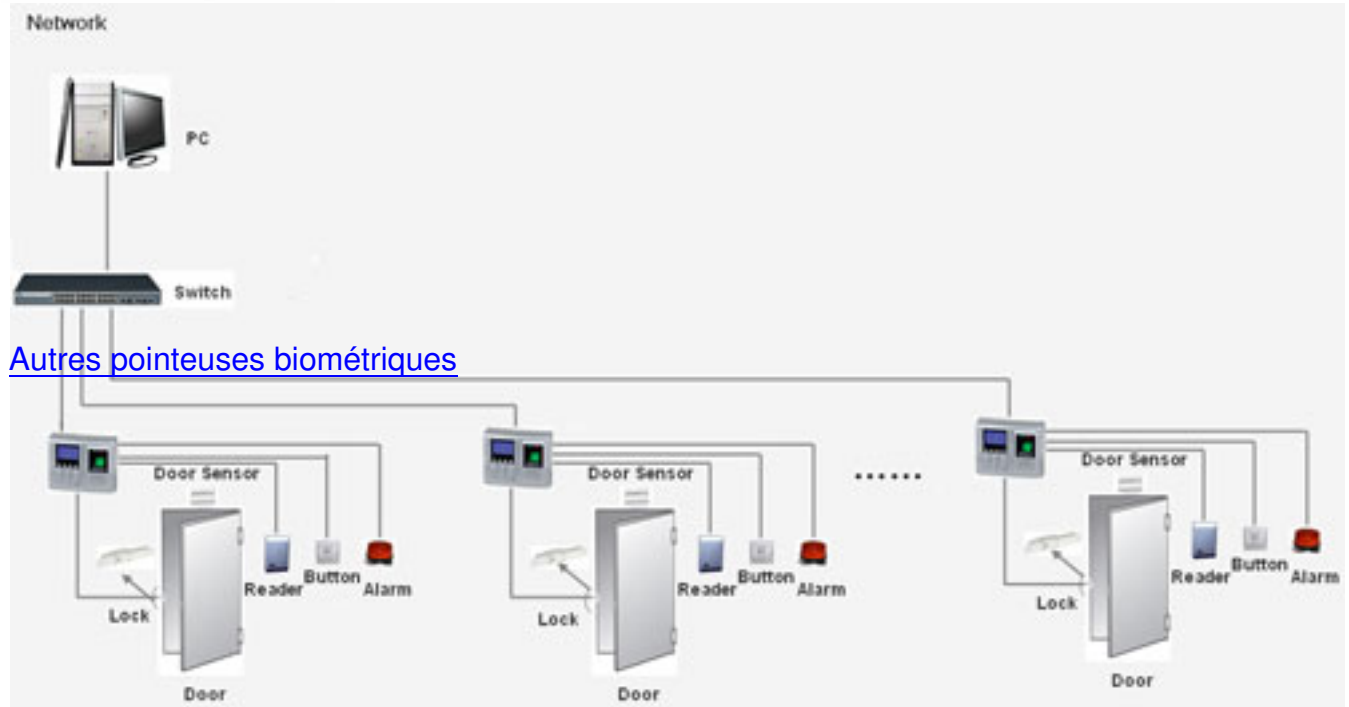 Network
PC
Switch
Autres pointeuses biométriques
Door Sensor
Reader
Button
Alarm
Lock
Door
Door Sensor
......
Reader
Button
Alarm
Lock
Door
Door Sensor
Reader
Button
Alarm
Lock
Door